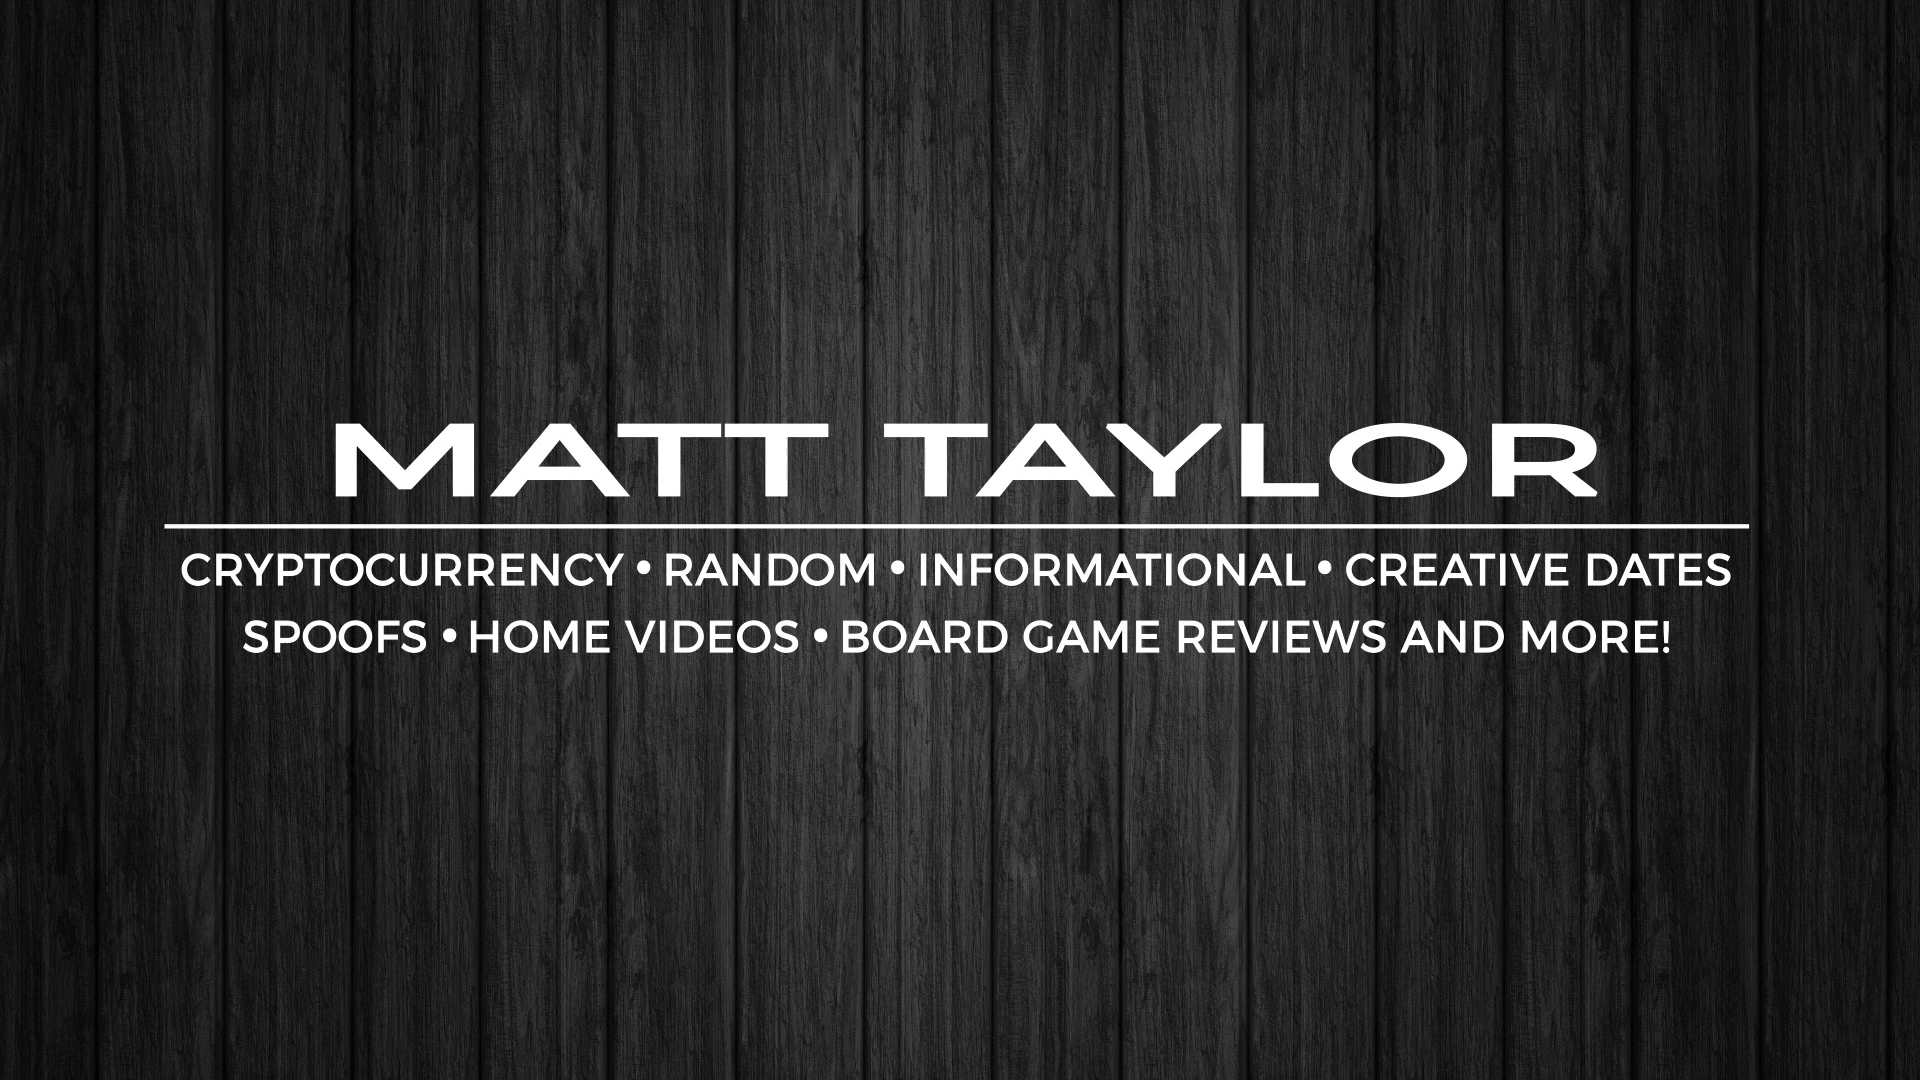 MATT TAYLOR
CRYPTOCURRENCY • RANDOM • INFORMATIONAL • CREATIVE DATES
SPOOFS • HOME VIDEOS • BOARD GAME REVIEWS AND MORE!